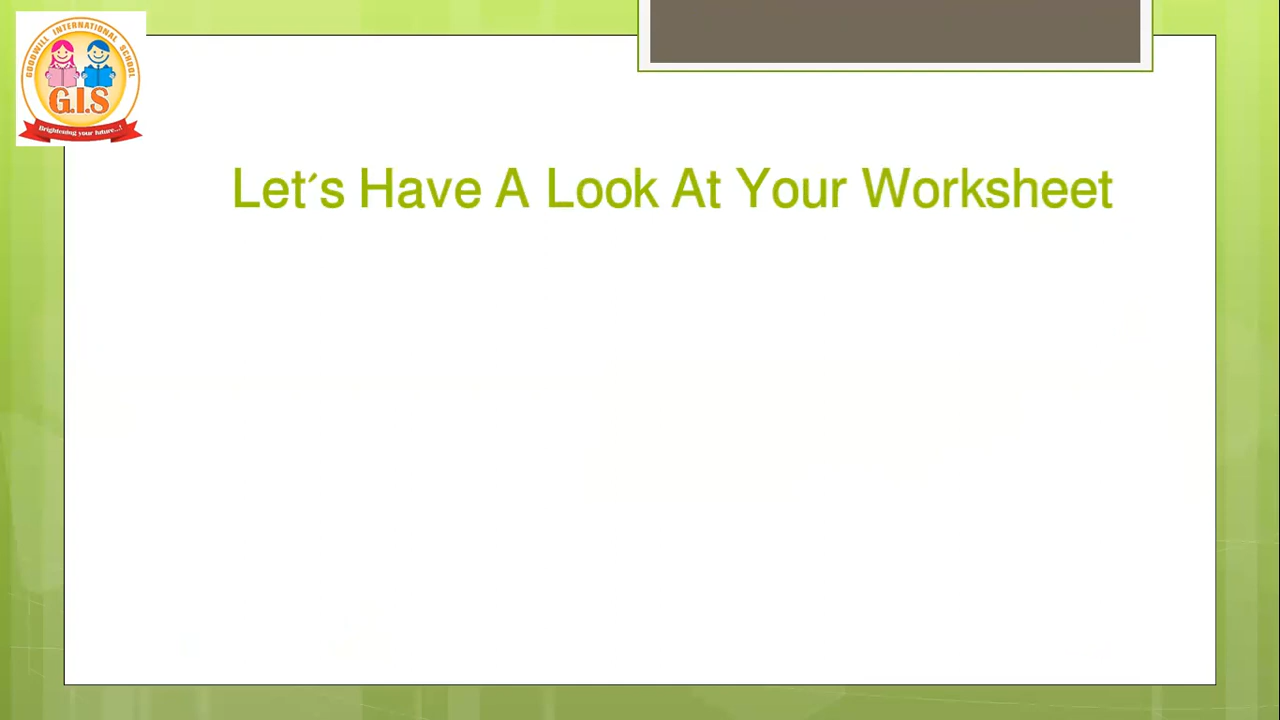 GOODWILL INTERNATIONAL SCHOOL
G.I.S
Brightening your future...!
Let´s Have A Look At Your Worksheet